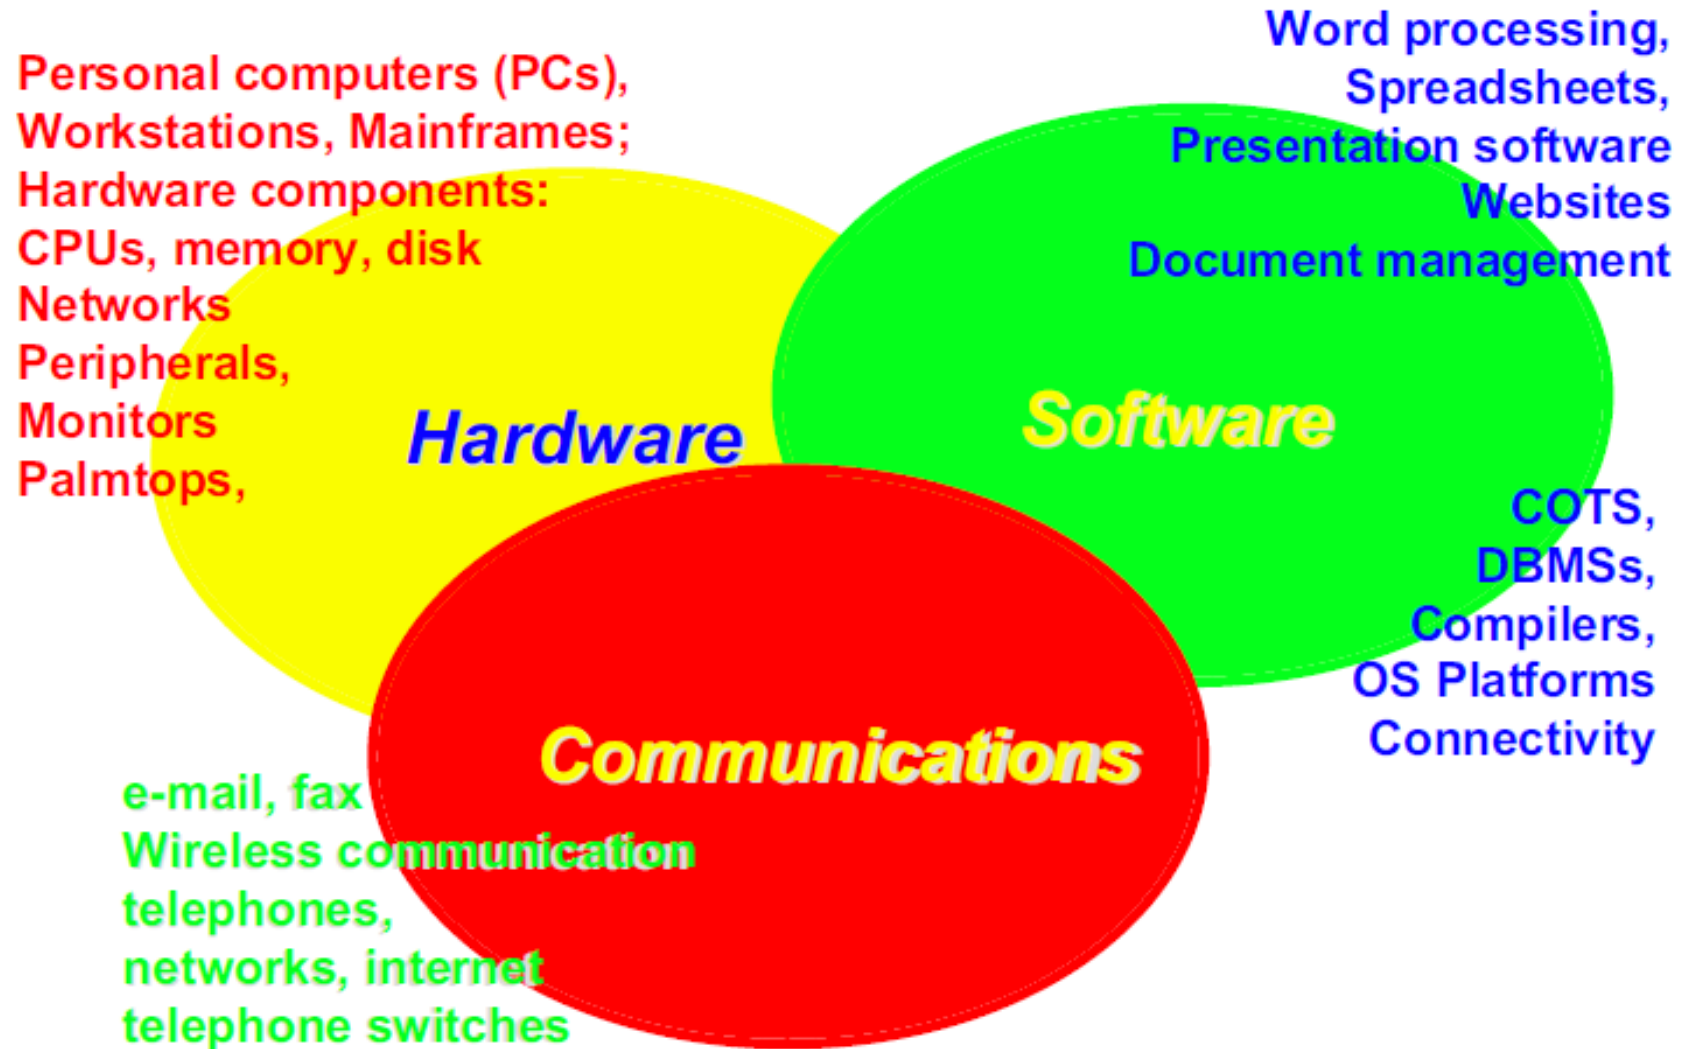 Personal computers (PCs),
Workstations, Mainframes;
Hardware components:
CPUs, memory, disk
Networks
Peripherals,
Monitors
Palmtops,
Hardware
Word processing,
Spreadsheets,
Presentation software
Websites
Document management
Software
COTS,
DBMSs,
Compilers,
OS Platforms
Connectivity
Communications
e-mail, fax
Wireless communication
telephones,
networks, internet
telephone switches